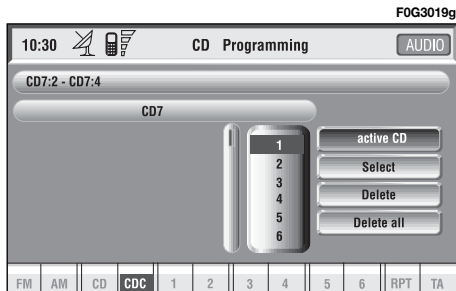 F0G3019g
10:30 CD Programming AUDIO
CD7:2 - CD7:4
CD7
1 active CD
2 Select
3 Delete
4
5 Delete all
6
FM AM CD CDC 1 2 3 4 5 6 RPT TA